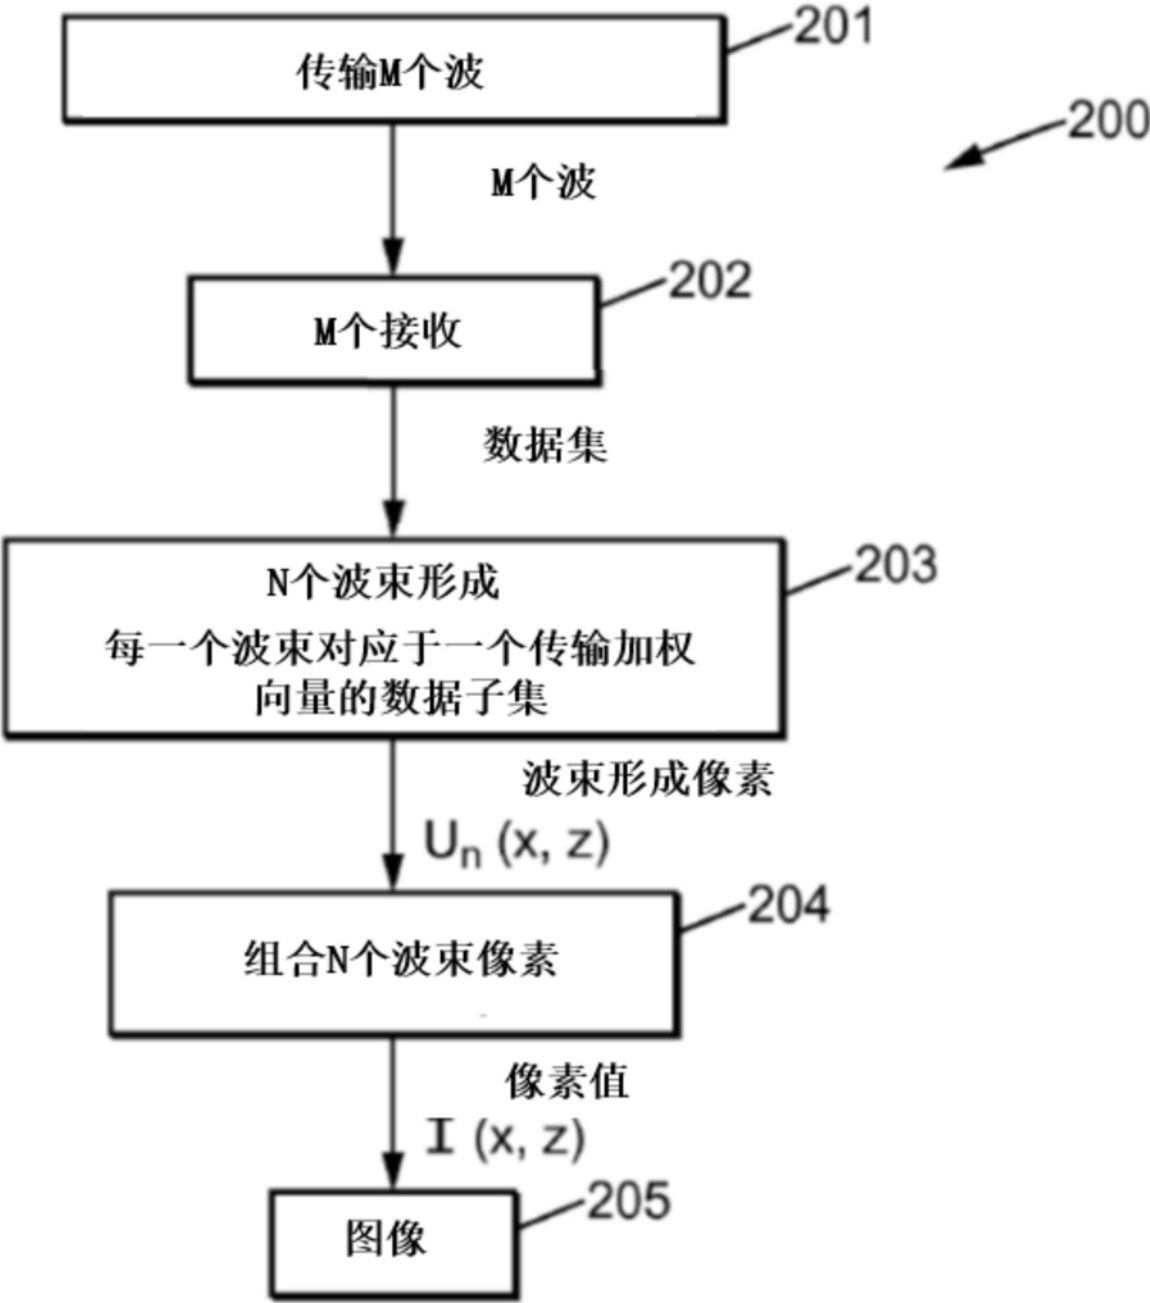 201
传输M个波
200
M个波
202
M个接收
数据集
203
N个波束形成
每一个波束对应于一个传输加权
向量的数据子集
波束形成像素
Un (x, z)
204
组合N个波束像素
像素值
I (x, z)
205
图像